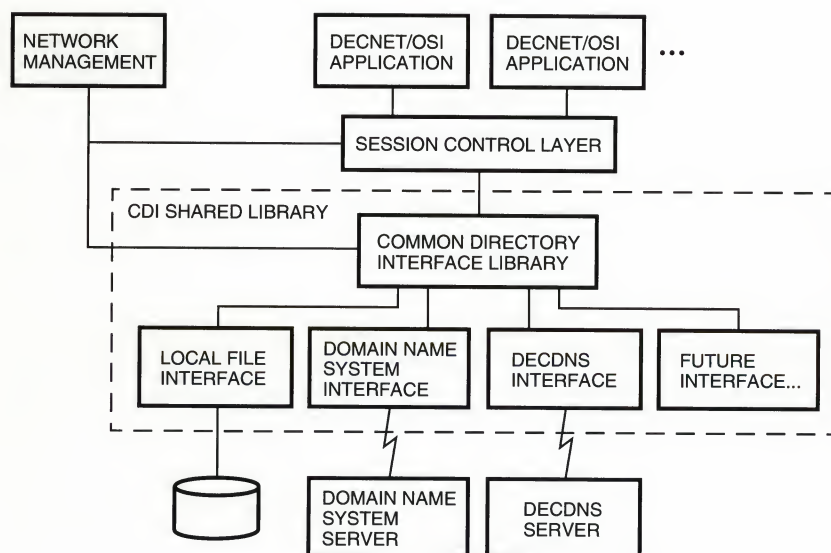 NETWORK
MANAGEMENT
DECNET/OSI
APPLICATION
DECNET/OSI
APPLICATION
...
SESSION CONTROL LAYER
CDI SHARED LIBRARY
COMMON DIRECTORY
INTERFACE LIBRARY
LOCAL FILE
INTERFACE
DOMAIN NAME
SYSTEM
INTERFACE
DECDNS
INTERFACE
FUTURE
INTERFACE...
DOMAIN NAME
SYSTEM
SERVER
DECDNS
SERVER